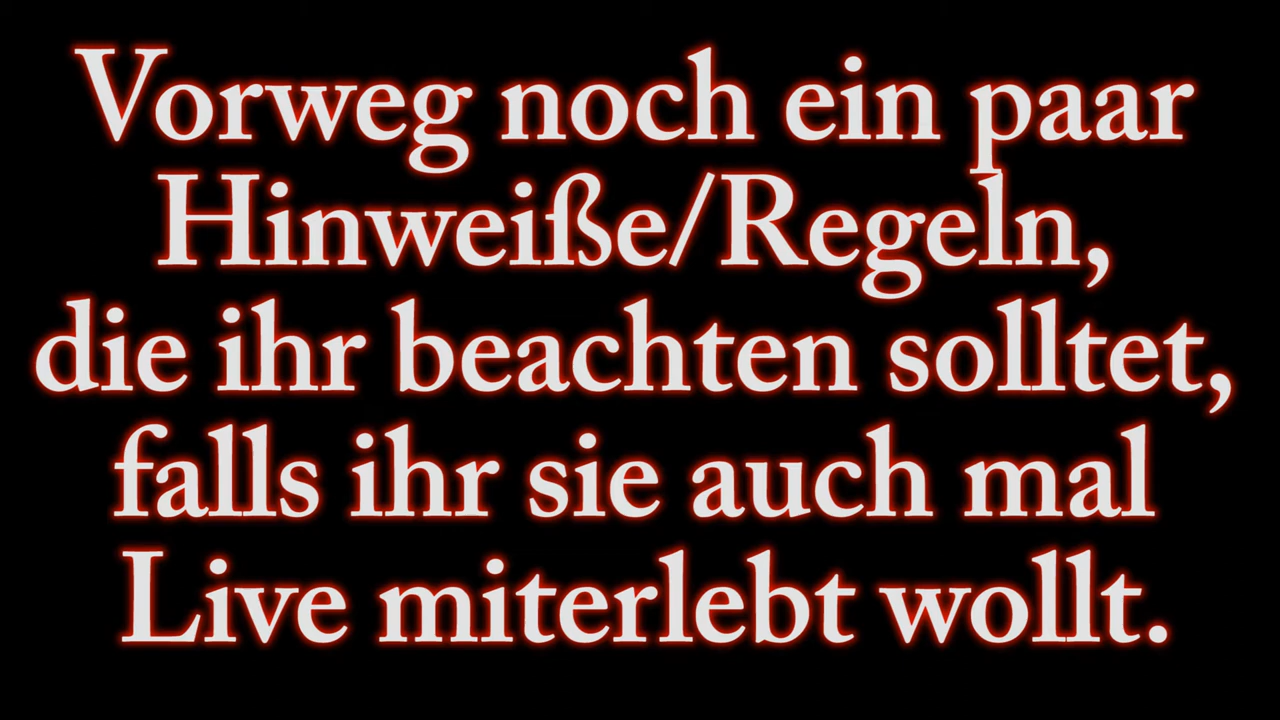 Vorweg noch ein paar
Hinweiße/Regeln,
die ihr beachten solltet,
falls ihr sie auch mal
Live miterlebt wollt.